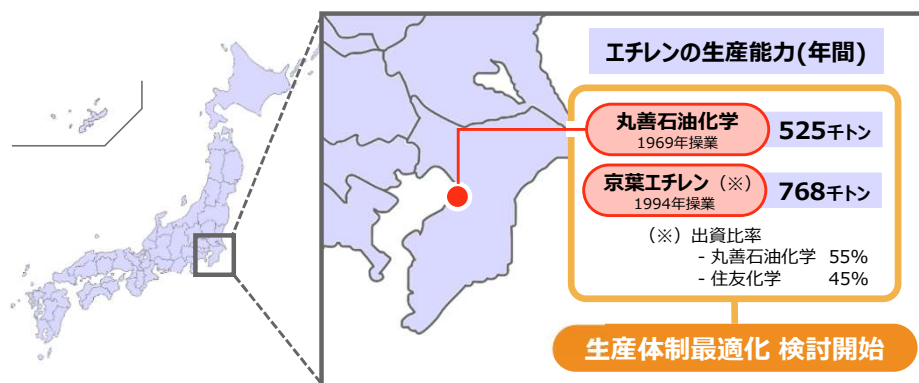 エチレンの生産能力(年間)
丸善石油化学
1969年操業
525千トン
京葉エチレン（※）
1994年操業
768千トン
（※）出資比率
- 丸善石油化学 55%
- 住友化学 45%
生産体制最適化 検討開始